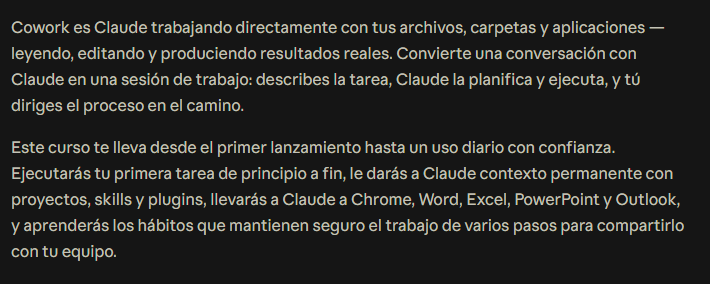 Cowork es Claude trabajando directamente con tus archivos, carpetas y aplicaciones —
leyendo, editando y produciendo resultados reales. Convierte una conversación con
Claude en una sesión de trabajo: describes la tarea, Claude la planifica y ejecuta, y tú
diriges el proceso en el camino.
Este curso te lleva desde el primer lanzamiento hasta un uso diario con confianza.
Ejecutarás tu primera tarea de principio a fin, le darás a Claude contexto permanente con
proyectos, skills y plugins, llevarás a Claude a Chrome, Word, Excel, PowerPoint y Outlook,
y aprenderás los hábitos que mantienen seguro el trabajo de varios pasos para compartirlo
con tu equipo.